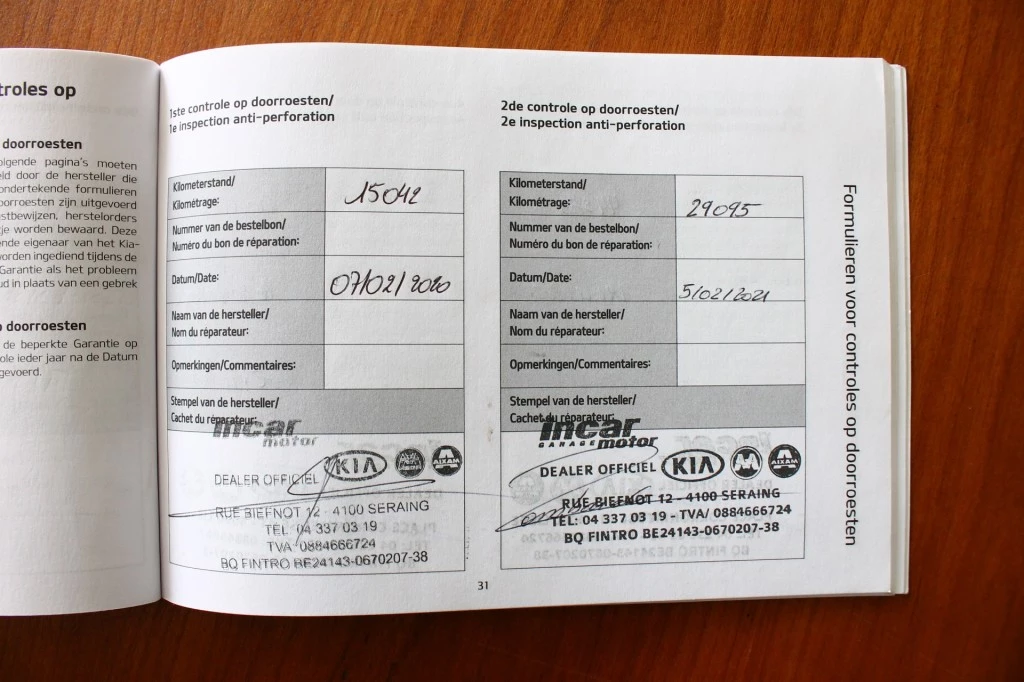 troles op
doorroesten
olgende pagina's moeten
eld door de hersteller die
ondertekende formulieren
oorroesten zijn uitgevoerd
stbewijzen, herstelorders
tje worden bewaard. Deze
ende eigenaar van het Kia-
worden ingediend tijdens de
Garantie als het probleem
ud in plaats van een gebrek
o doorroesten
de beperkte Garantie op
ole ieder jaar na de Datum
gevoerd.
1ste controle op doorroesten/
1e inspection anti-perforation
Kilometerstand/
Kilométrage:
15042
Nummer van de bestelbon/
Numéro du bon de réparation:
Datum/Date:
07/02/2020
Naam van de hersteller/
Nom du réparateur:
Opmerkingen/Commentaires:
Stempel van de hersteller/
Cachet du réparateur:
Incar
motor
DEALER OFFICIEL KIA AIXAM
RUE BIEFNOT 12 - 4100 SERAING
TEL 04 337 03 19
TVA 0884666724
BQ FINTRO BE24143-0670207-38
2de controle op doorroesten/
2e inspection anti-perforation
Kilometerstand/
Kilométrage:
29095
Nummer van de bestelbon/
Numéro du bon de réparation:
Datum/Date:
5/02/2021
Naam van de hersteller/
Nom du réparateur:
Opmerkingen/Commentaires:
Stempel van de hersteller/
Cachet du réparateur:
Incar
GARAGE motor
DEALER OFFICIEL KIA AIXAM
RUE BIEFNOT 12 - 4100 SERAING
TEL: 04 337 03 19 - TVA/ 0884666724
BQ FINTRO BE24143-0670207-38
Formulieren voor controles op doorroesten
31